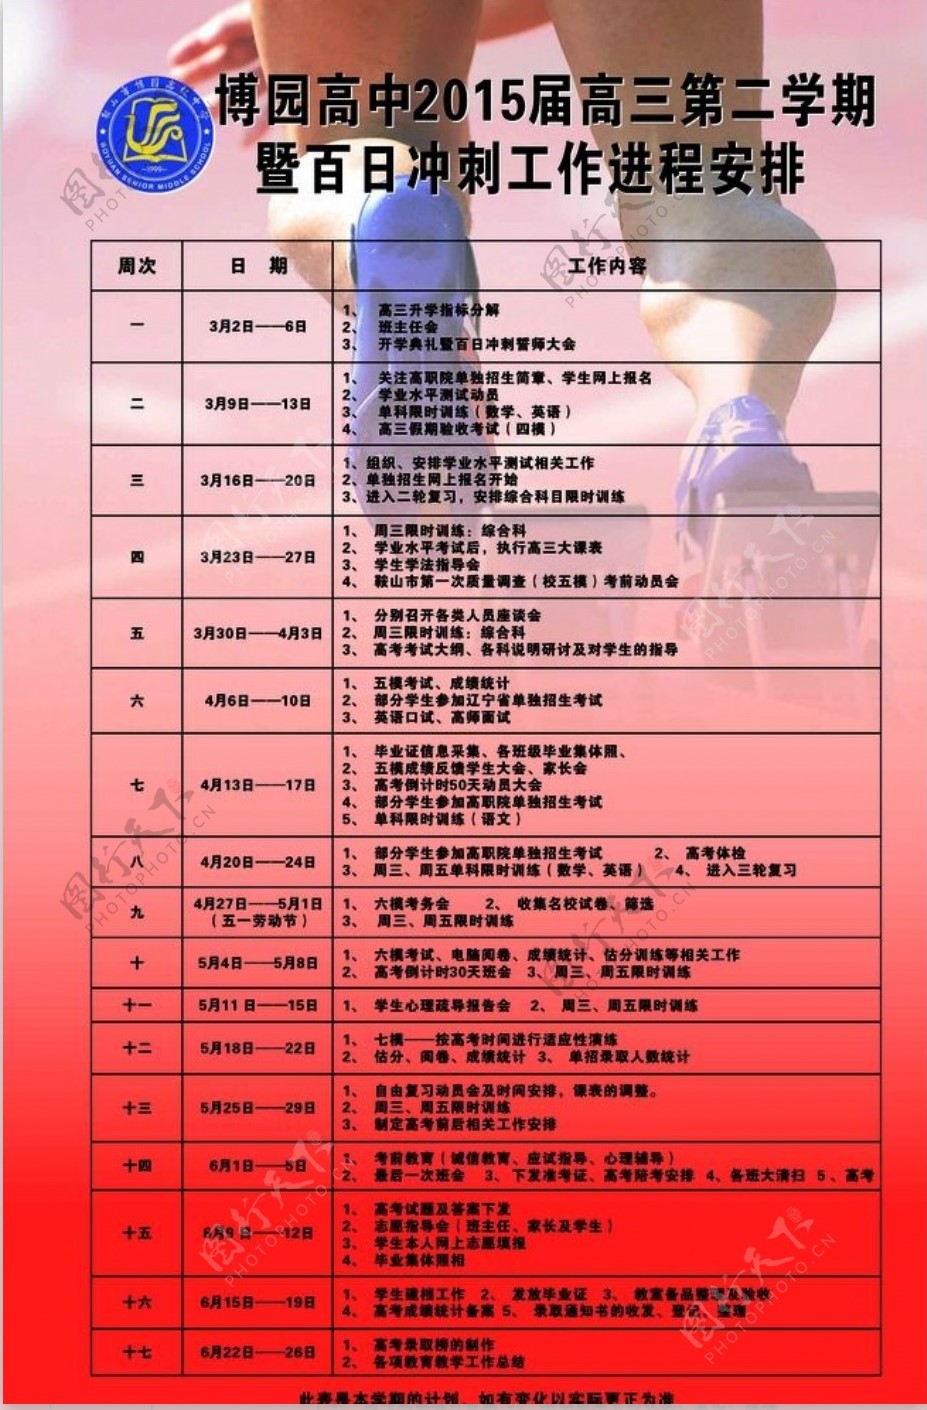 博园高中2015届高三第二学期
暨百日冲刺工作进程安排
鞍山市博园高级中学
BOYUAN SENIOR MIDDLE SCHOOL
1999
周次 日 期 工作内容
一 3月2日——6日
1、 高三升学指标分解
2、 班主任会
3、 开学典礼暨百日冲刺誓师大会
二 3月9日——13日
1、 关注高职院单独招生简章、学生网上报名
2、 学业水平测试动员
3、 单科限时训练（数学、英语）
4、 高三假期验收考试（四模）
三 3月16日——20日
1、组织、安排学业水平测试相关工作
2、单独招生网上报名开始
3、进入二轮复习，安排综合科目限时训练
四 3月23日——27日
1、 周三限时训练：综合科
2、 学业水平考试后，执行高三大课表
3、 学生学法指导会
4、 鞍山市第一次质量调查（校五模）考前动员会
五 3月30日——4月3日
1、 分别召开各类人员座谈会
2、 周三限时训练：综合科
3、 高考考试大纲、各科说明研讨及对学生的指导
六 4月6日——10日
1、 五模考试、成绩统计
2、 部分学生参加辽宁省单独招生考试
3、 英语口试、高师面试
七 4月13日——17日
1、 毕业证信息采集、各班级毕业集体照、
2、 五模成绩反馈学生大会、家长会
3、 高考倒计时50天动员大会
4、 部分学生参加高职院单独招生考试
5、 单科限时训练（语文）
八 4月20日——24日
1、 部分学生参加高职院单独招生考试 2、 高考体检
3、 周三、周五单科限时训练（数学、英语） 4、 进入三轮复习
九 4月27日——5月1日
（五一劳动节）
1、 六模考务会 2、 收集名校试卷、筛选
3、 周三、周五限时训练
十 5月4日——5月8日
1、 六模考试、电脑阅卷、成绩统计、估分训练等相关工作
2、 高考倒计时30天班会 3、周三、周五限时训练
十一 5月11日——15日
1、 学生心理疏导报告会 2、 周三、周五限时训练
十二 5月18日——22日
1、 七模——按高考时间进行适应性演练
2、 估分、阅卷、成绩统计 3、 单招录取人数统计
十三 5月25日——29日
1、 自由复习动员会及时间安排，课表的调整。
2、 周三、周五限时训练
3、 制定高考前后相关工作安排
十四 6月1日——5日
1、 考前教育（诚信教育、应试指导、心理辅导）
2、 最后一次班会 3、下发准考证、高考陪考安排 4、各班大清扫 5、高考
十五 6月9日——12日
1、 高考试题及答案下发
2、 志愿指导会（班主任、家长及学生）
3、 学生本人网上志愿填报
4、 毕业集体照相
十六 6月15日——19日
1、 学生建档工作 2、 发放毕业证 3、 教室备品整理及验收
4、 高考成绩统计备案 5、 录取通知书的收发、登记、整理
十七 6月22日——26日
1、 高考录取榜的制作
2、 各项教育教学工作总结
此表是本学期的计划，如有变化以实际更正为准